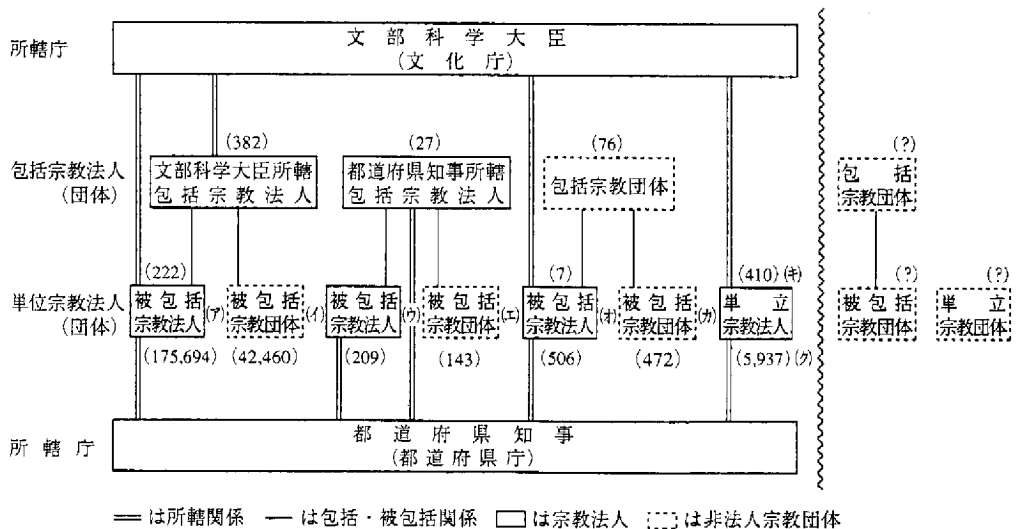 所轄庁
文部科学大臣
(文化庁)
(382)
(27)
(76)
(?)
包括宗教法人
(団体)
文部科学大臣所轄
包括宗教法人
都道府県知事所轄
包括宗教法人
包括宗教団体
包括
宗教団体
(222)
(7)
(410)(キ)
(?)
(?)
単位宗教法人
(団体)
被包括
宗教法人
(ア)
被包括
宗教団体
(イ)
被包括
宗教法人
(ウ)
被包括
宗教団体
(エ)
被包括
宗教法人
(オ)
被包括
宗教団体
(カ)
単立
宗教法人
被包括
宗教団体
単立
宗教団体
(175,694)
(42,460)
(209)
(143)
(506)
(472)
(5,937)(ク)
所轄庁
都道府県知事
(都道府県庁)
═ は所轄関係 ─ は包括・被包括関係 □ は宗教法人 は非法人宗教団体